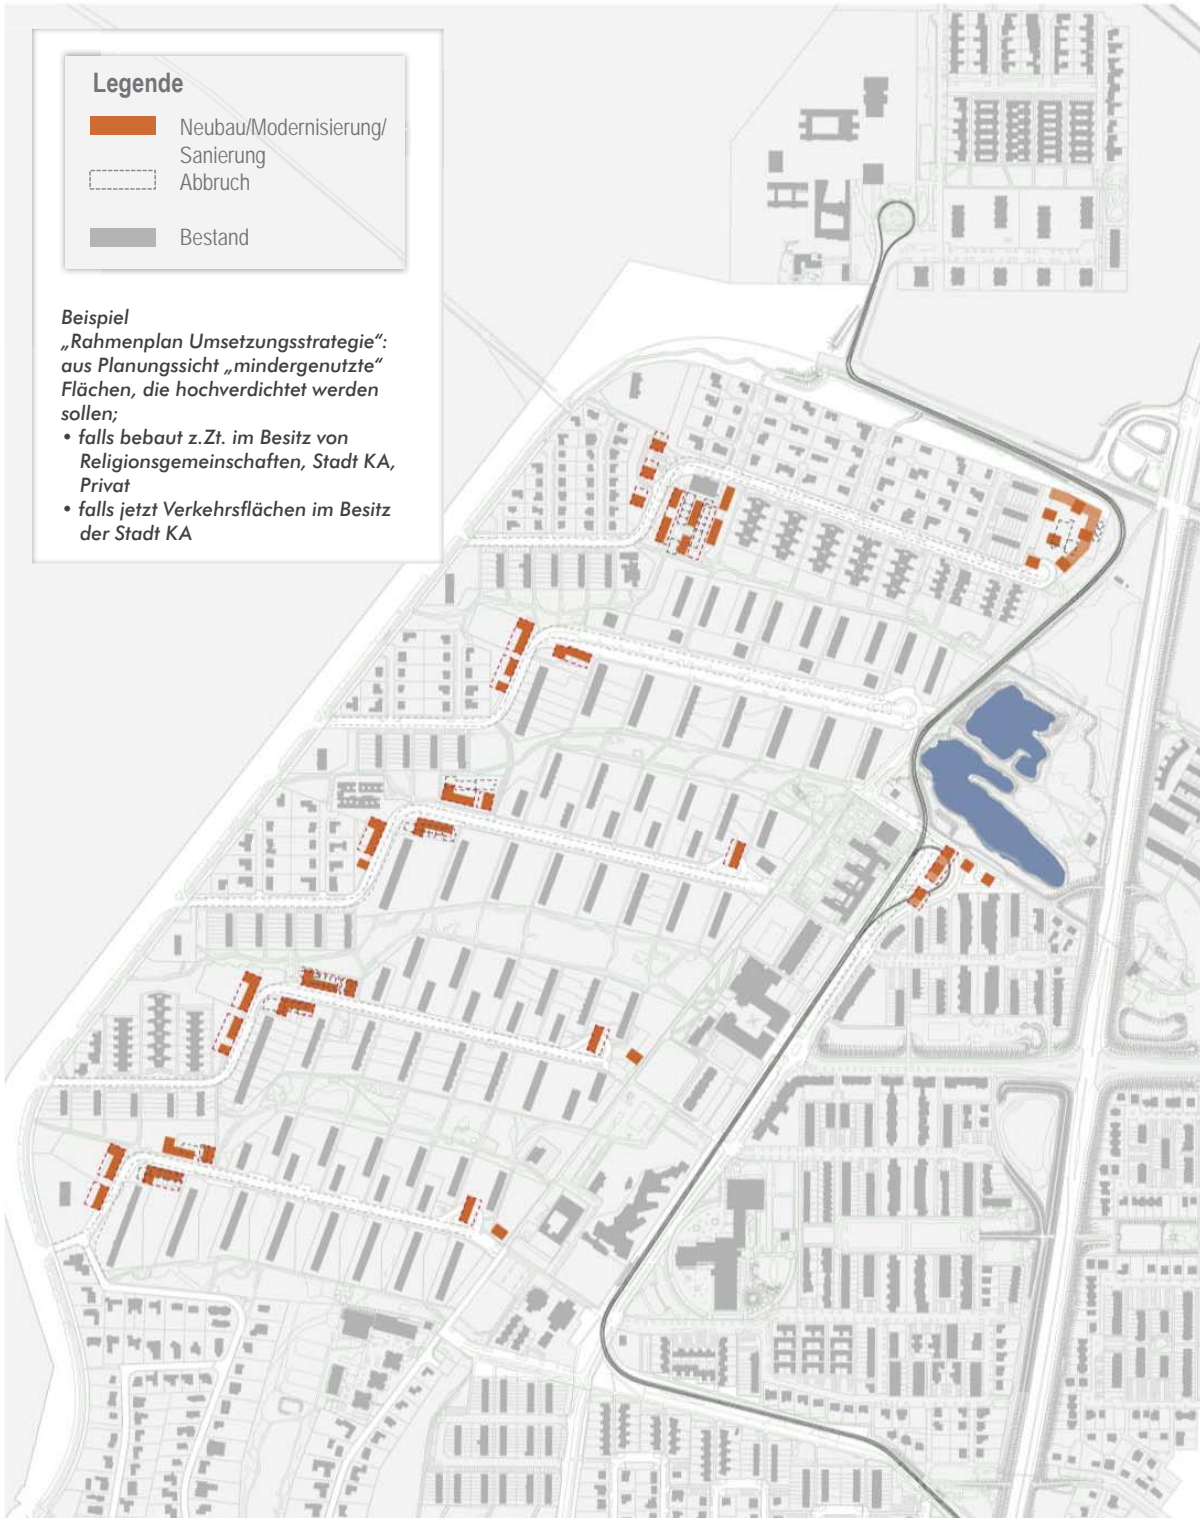 Legende
Neubau/Modernisierung/
Sanierung
Abbruch
Bestand
Beispiel
„Rahmenplan Umsetzungsstrategie“:
aus Planungssicht „mindergenutzte“
Flächen, die hochverdichtet werden
sollen;
• falls bebaut z.Zt. im Besitz von
Religionsgemeinschaften, Stadt KA,
Privat
• falls jetzt Verkehrsflächen im Besitz
der Stadt KA